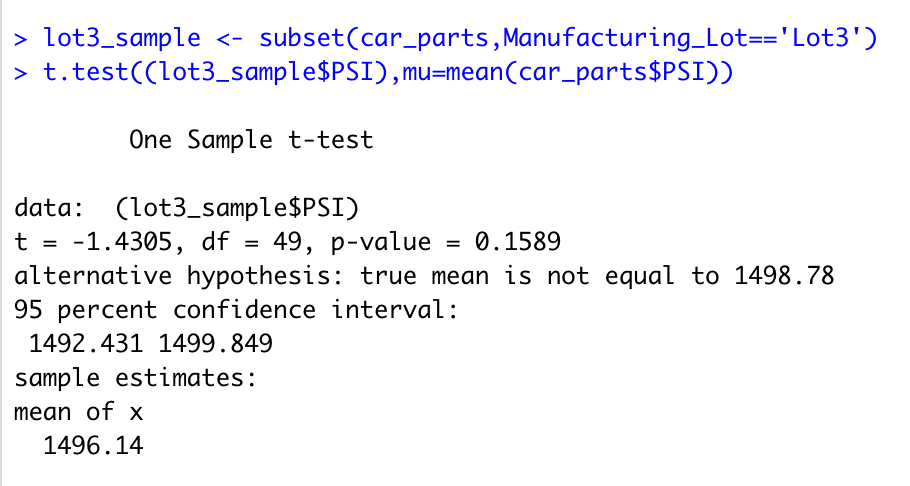 > lot3_sample <- subset(car_parts,Manufacturing_Lot=='Lot3')
> t.test((lot3_sample$PSI),mu=mean(car_parts$PSI))
One Sample t-test
data:  (lot3_sample$PSI)
t = -1.4305, df = 49, p-value = 0.1589
alternative hypothesis: true mean is not equal to 1498.78
95 percent confidence interval:
 1492.431 1499.849
sample estimates:
mean of x
  1496.14